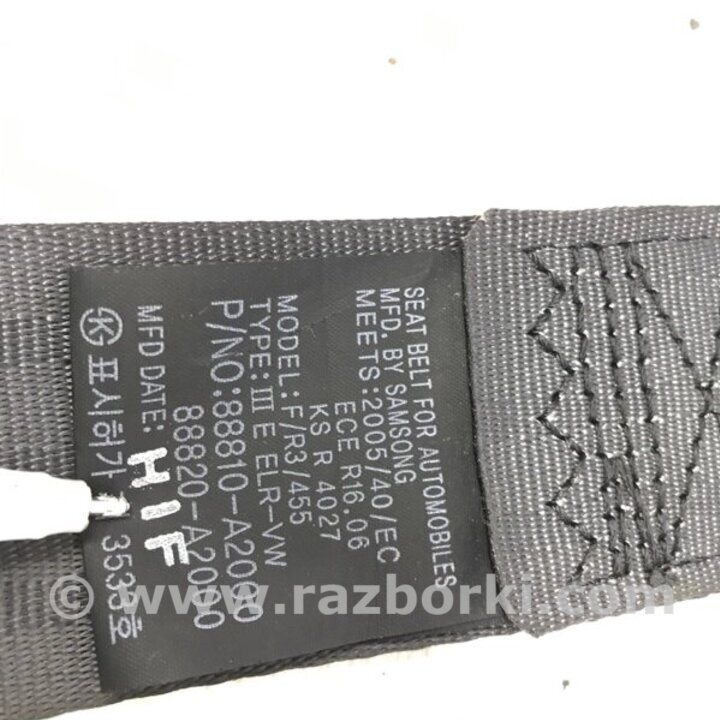 SEAT BELT FOR AUTOMOBILES
MFD. BY SAMSONG
MEETS:2005/40/EC
ECE R16.06
KS R 4027
MODEL:F/R3/455
TYPE:Ⅲ E ELR-VW
P/NO:88810-A2000
88820-A2000
MFD DATE: HIF
㉿ 표시허가 3538호
© www.razborki.com